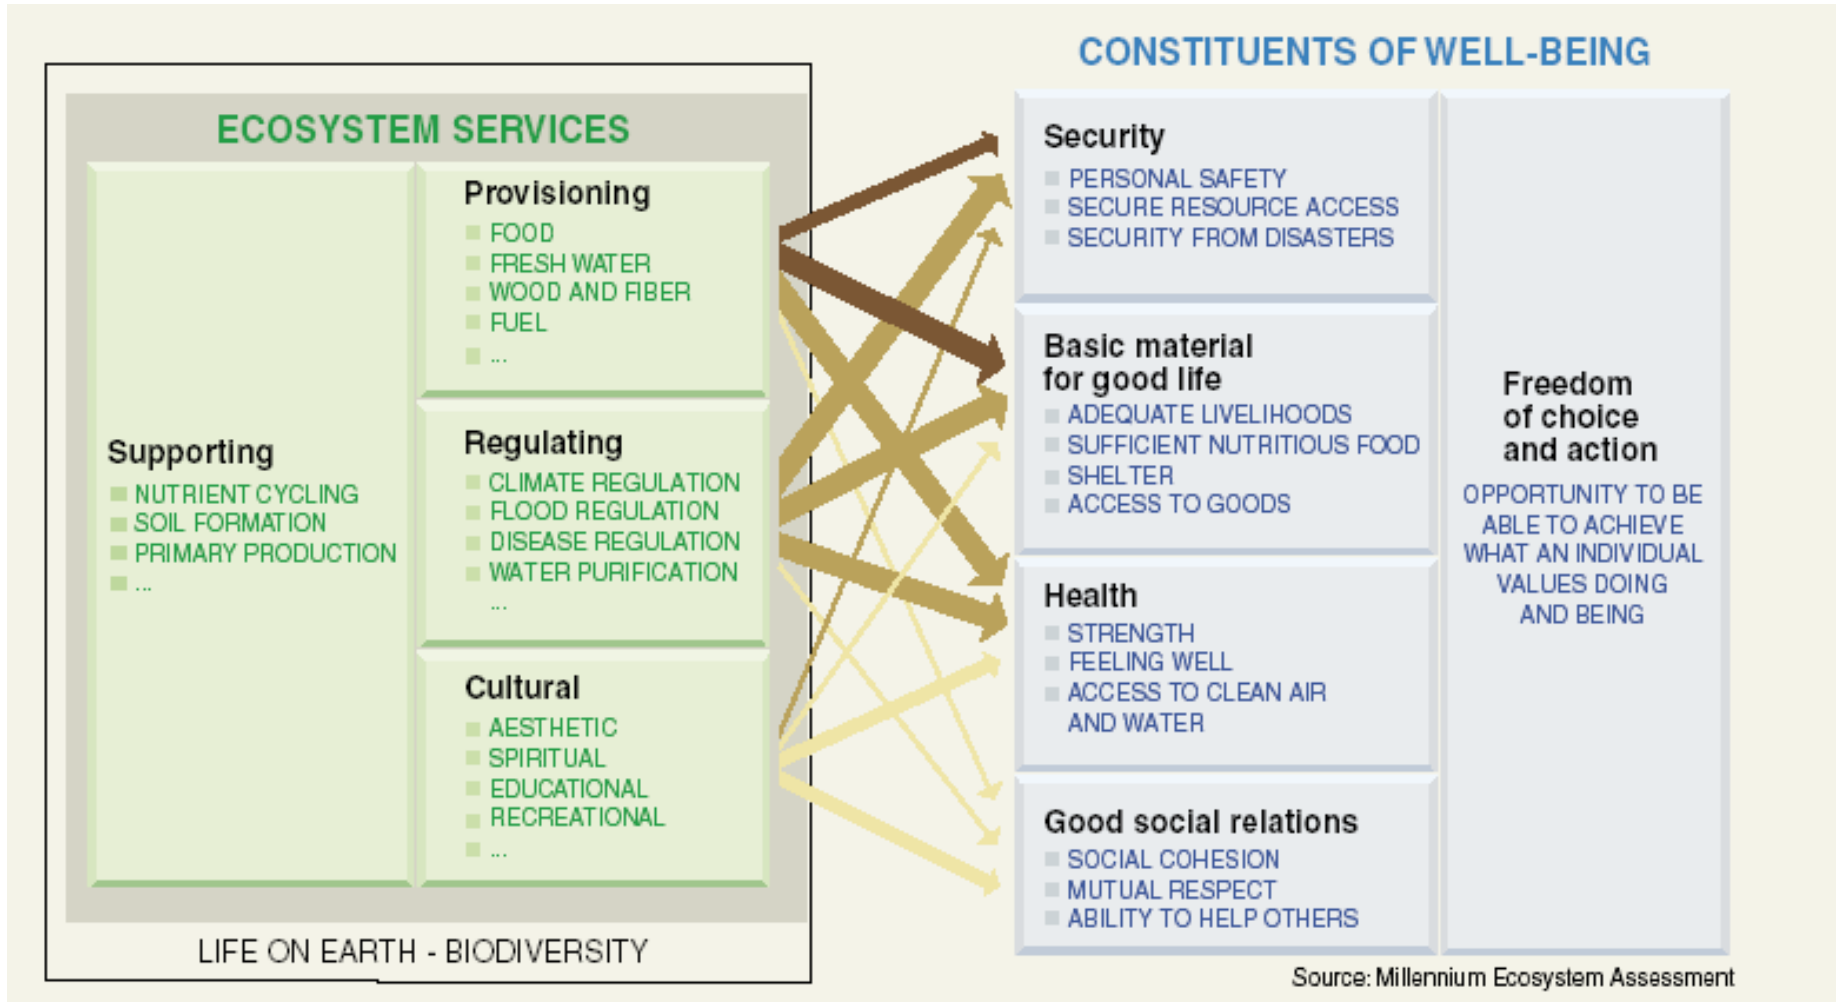 CONSTITUENTS OF WELL-BEING
ECOSYSTEM SERVICES
Supporting
NUTRIENT CYCLING
SOIL FORMATION
PRIMARY PRODUCTION
...
Provisioning
FOOD
FRESH WATER
WOOD AND FIBER
FUEL
...
Regulating
CLIMATE REGULATION
FLOOD REGULATION
DISEASE REGULATION
WATER PURIFICATION
...
Cultural
AESTHETIC
SPIRITUAL
EDUCATIONAL
RECREATIONAL
...
LIFE ON EARTH - BIODIVERSITY
Security
PERSONAL SAFETY
SECURE RESOURCE ACCESS
SECURITY FROM DISASTERS
Basic material
for good life
ADEQUATE LIVELIHOODS
SUFFICIENT NUTRITIOUS FOOD
SHELTER
ACCESS TO GOODS
Health
STRENGTH
FEELING WELL
ACCESS TO CLEAN AIR
AND WATER
Good social relations
SOCIAL COHESION
MUTUAL RESPECT
ABILITY TO HELP OTHERS
Freedom
of choice
and action
OPPORTUNITY TO BE
ABLE TO ACHIEVE
WHAT AN INDIVIDUAL
VALUES DOING
AND BEING
Source: Millennium Ecosystem Assessment